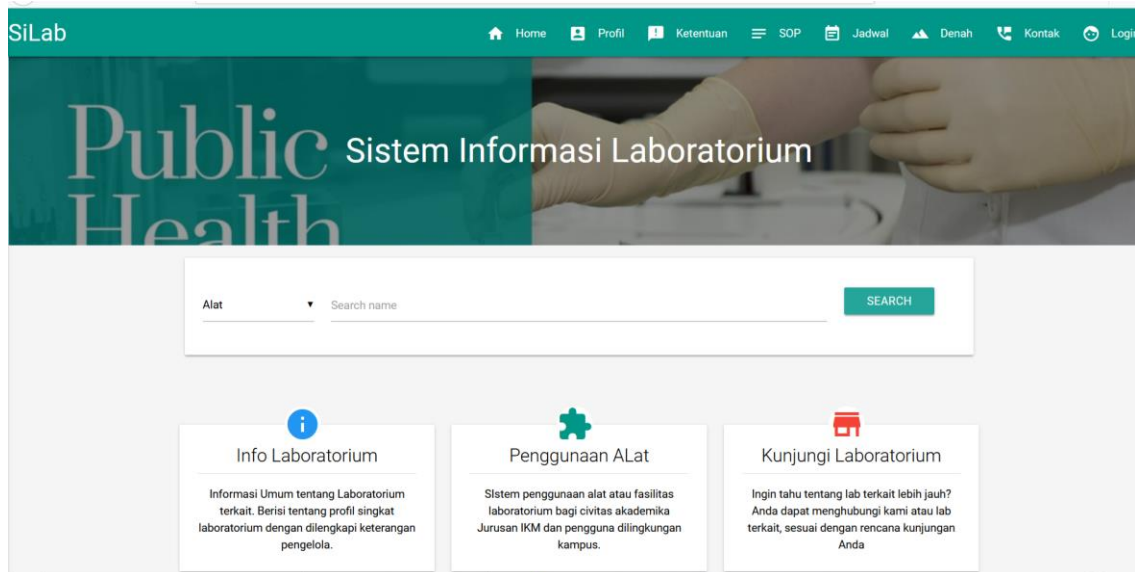 SiLab
Home Profil Ketentuan SOP Jadwal Denah Kontak Login
Public
Health
Sistem Informasi Laboratorium
Alat Search name SEARCH
Info Laboratorium
Informasi Umum tentang Laboratorium
terkait. Berisi tentang profil singkat
laboratorium dengan dilengkapi keterangan
pengelola.
Penggunaan ALat
SIstem penggunaan alat atau fasilitas
laboratorium bagi civitas akademika
Jurusan IKM dan pengguna dilingkungan
kampus.
Kunjungi Laboratorium
Ingin tahu tentang lab terkait lebih jauh?
Anda dapat menghubungi kami atau lab
terkait, sesuai dengan rencana kunjungan
Anda